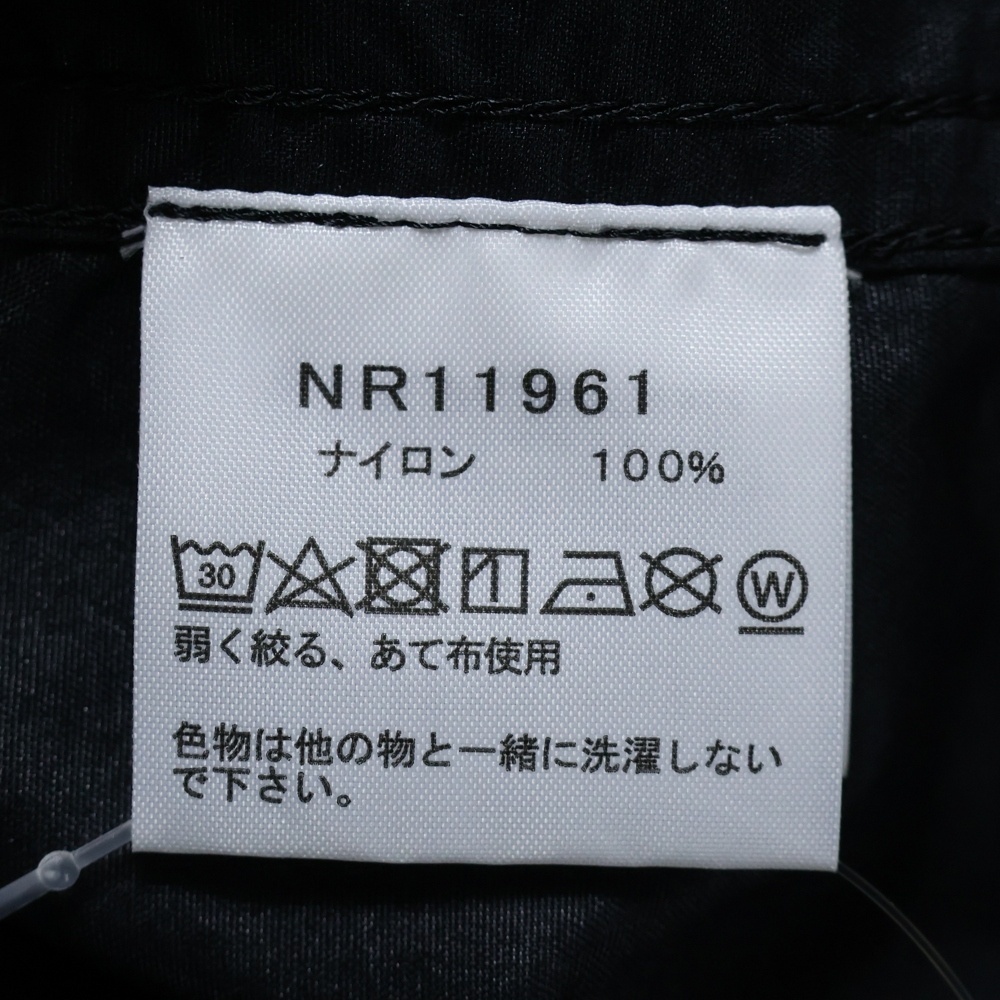 NR11961
ナイロン 100%
30 W
弱く絞る、あて布使用
色物は他の物と一緒に洗濯しない
で下さい。